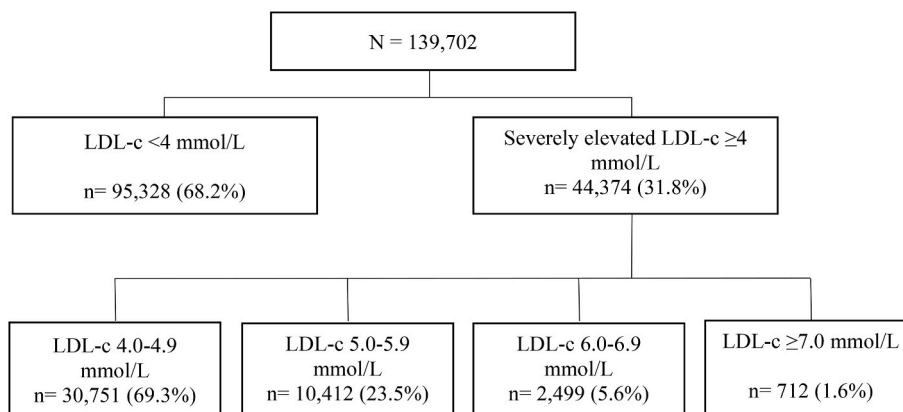 N = 139,702
LDL-c <4 mmol/L
n= 95,328 (68.2%)
Severely elevated LDL-c ≥4
mmol/L
n= 44,374 (31.8%)
LDL-c 4.0-4.9
mmol/L
n= 30,751 (69.3%)
LDL-c 5.0-5.9
mmol/L
n= 10,412 (23.5%)
LDL-c 6.0-6.9
mmol/L
n= 2,499 (5.6%)
LDL-c ≥7.0 mmol/L
n= 712 (1.6%)